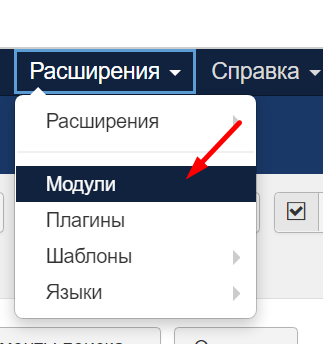 Расширения Справка
Расширения
Модули
Плагины
Шаблоны
Языки